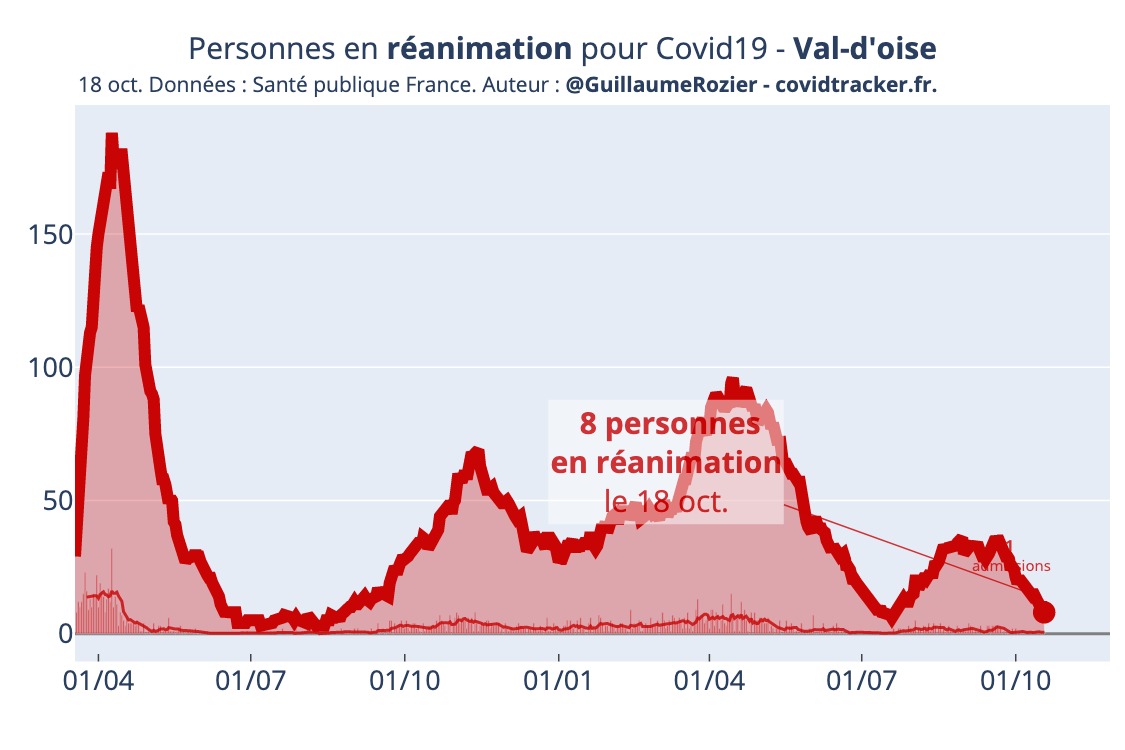 Personnes en réanimation pour Covid19 - Val-d'oise
18 oct. Données : Santé publique France. Auteur : @GuillaumeRozier - covidtracker.fr.
150
100
50
0
8 personnes
en réanimation
le 18 oct.
1
admissions
01/04
01/07
01/10
01/01
01/04
01/07
01/10